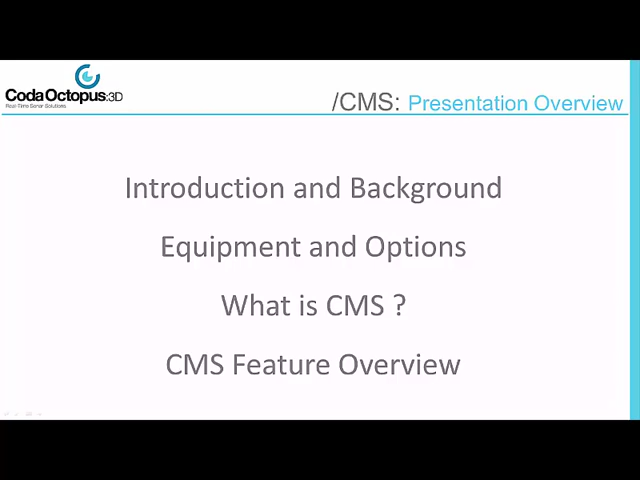 CodaOctopus:3D
Real-Time Sonar Solutions
/CMS: Presentation Overview
Introduction and Background
Equipment and Options
What is CMS ?
CMS Feature Overview